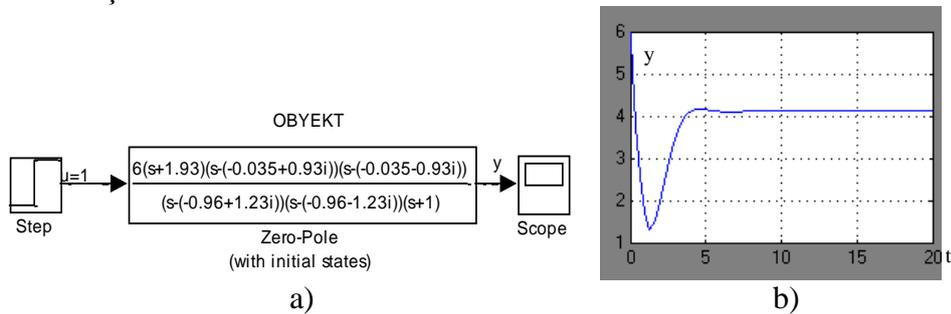 OBYEKT
u=1
6(s+1.93)(s-(-0.035+0.93i))(s-(-0.035-0.93i))
(s-(-0.96+1.23i))(s-(-0.96-1.23i))(s+1)
y
Step
Zero-Pole
(with initial states)
Scope
a)
6
5
4
3
2
1
y
0 5 10 15 20 t
b)